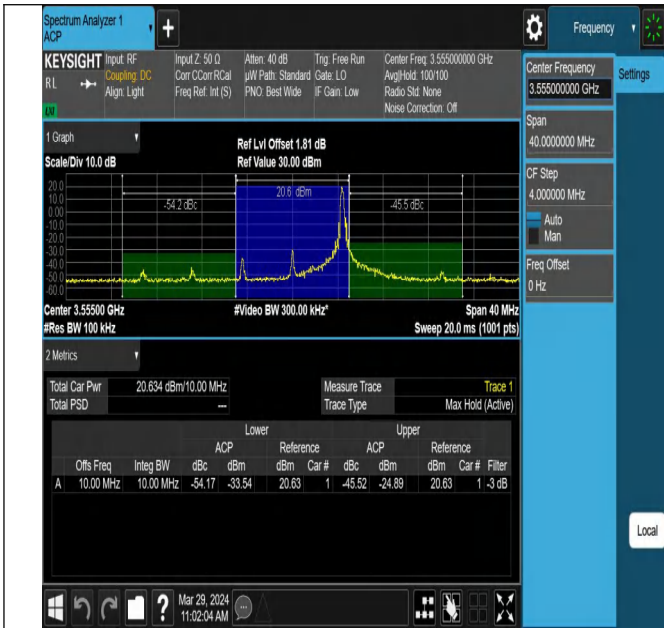 Spectrum Analyzer 1
ACP
Frequency
KEYSIGHT
RL
LXI
Input: RF
Coupling: DC
Align: Light
Input Z: 50 Ω
Corr CCorr RCal
Freq Ref: Int (S)
Atten: 40 dB
µW Path: Standard
PNO: Best Wide
Trig: Free Run
Gate: LO
IF Gain: Low
Center Freq: 3.555000000 GHz
Avg|Hold: 100/100
Radio Std: None
Noise Correction: Off
Center Frequency
3.555000000 GHz
Settings
Span
40.0000000 MHz
CF Step
4.000000 MHz
Auto
Man
Freq Offset
0 Hz
Local
1 Graph
Scale/Div 10.0 dB
Ref Lvl Offset 1.81 dB
Ref Value 30.00 dBm
20.0
10.0
0.00
-10.0
-20.0
-30.0
-40.0
-50.0
-60.0
-54.2 dBc
20.6 dBm
-45.5 dBc
Center 3.55500 GHz
#Video BW 300.00 kHz*
Span 40 MHz
#Res BW 100 kHz
Sweep 20.0 ms (1001 pts)
2 Metrics
Total Car Pwr 20.634 dBm/10.00 MHz
Total PSD ---
Measure Trace Trace 1
Trace Type Max Hold (Active)
Lower Upper
ACP Reference ACP Reference
Offs Freq Integ BW dBc dBm dBm Car # dBc dBm dBm Car # Filter
A 10.00 MHz 10.00 MHz -54.17 -33.54 20.63 1 -45.52 -24.89 20.63 1 -3 dB
?
Mar 29, 2024
11:02:04 AM